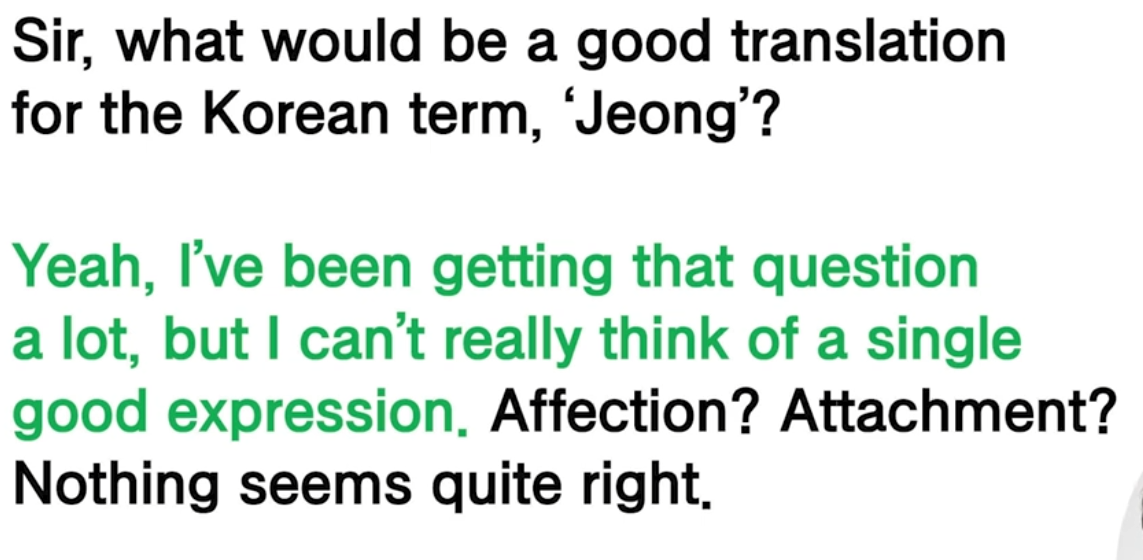 Sir, what would be a good translation
for the Korean term, ‘Jeong’?
Yeah, I’ve been getting that question
a lot, but I can’t really think of a single
good expression. Affection? Attachment?
Nothing seems quite right.